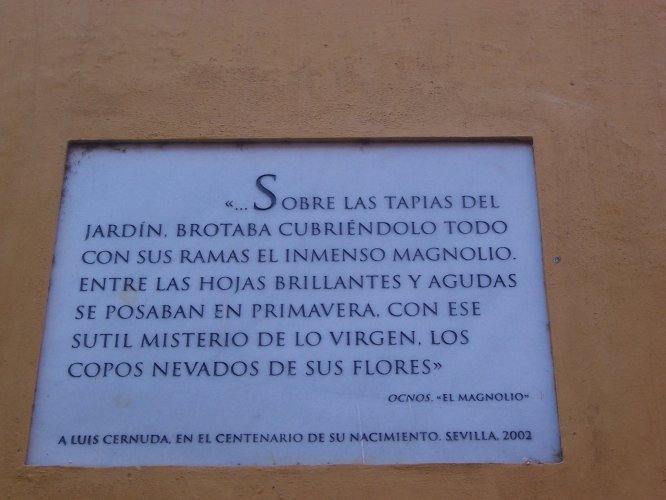 «... SOBRE LAS TAPIAS DEL
JARDÍN, BROTABA CUBRIÉNDOLO TODO
CON SUS RAMAS EL INMENSO MAGNOLIO.
ENTRE LAS HOJAS BRILLANTES Y AGUDAS
SE POSABAN EN PRIMAVERA, CON ESE
SUTIL MISTERIO DE LO VIRGEN, LOS
COPOS NEVADOS DE SUS FLORES»
OCNOS. «EL MAGNOLIO»
A LUIS CERNUDA, EN EL CENTENARIO DE SU NACIMIENTO. SEVILLA, 2002